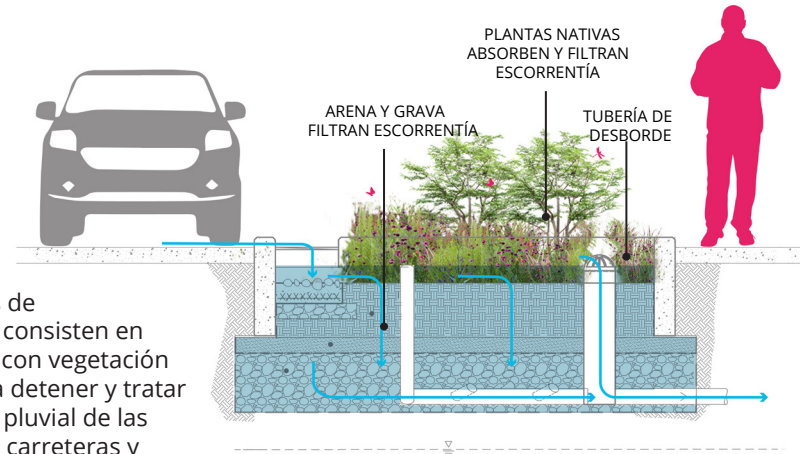 PLANTAS NATIVAS
ABSORBEN Y FILTRAN
ESCORRENTÍA
ARENA Y GRAVA
FILTRAN ESCORRENTÍA
TUBERÍA DE
DESBORDE
de
consisten en
con vegetación
detener y tratar
pluvial de las
carreteras y